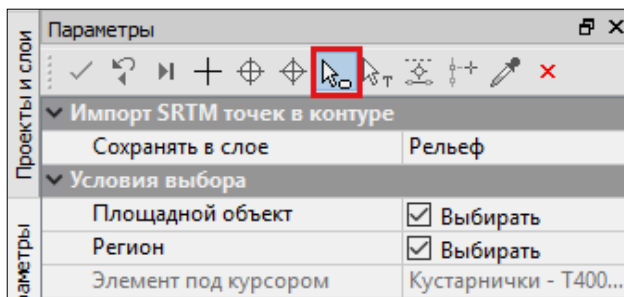 Параметры
Проекты и слои
Импорт SRTM точек в контуре
Сохранять в слое Рельеф
Условия выбора
Площадной объект Выбирать
Регион Выбирать
Элемент под курсором Кустарнички - Т400...